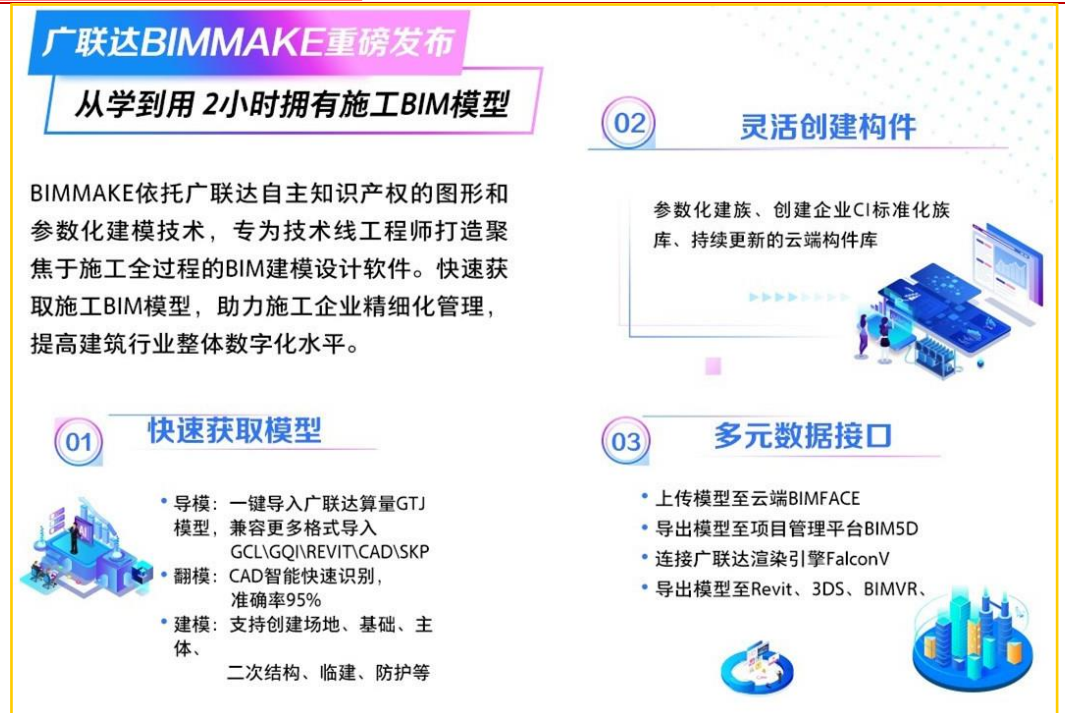 广联达BIMMAKE重磅发布
从学到用 2小时拥有施工BIM模型
BIMMAKE依托广联达自主知识产权的图形和
参数化建模技术，专为技术线工程师打造聚
焦于施工全过程的BIM建模设计软件。快速获
取施工BIM模型，助力施工企业精细化管理，
提高建筑行业整体数字化水平。
01
快速获取模型
• 导模：一键导入广联达算量GTJ
模型，兼容更多格式导入
GCL\GQI\REVIT\CAD\SKP
• 翻模：CAD智能快速识别，
准确率95%
• 建模：支持创建场地、基础、主
体、
二次结构、临建、防护等
02
灵活创建构件
参数化建族、创建企业CI标准化族
库、持续更新的云端构件库
03
多元数据接口
• 上传模型至云端BIMFACE
• 导出模型至项目管理平台BIM5D
• 连接广联达渲染引擎FalconV
• 导出模型至Revit、3DS、BIMVR、